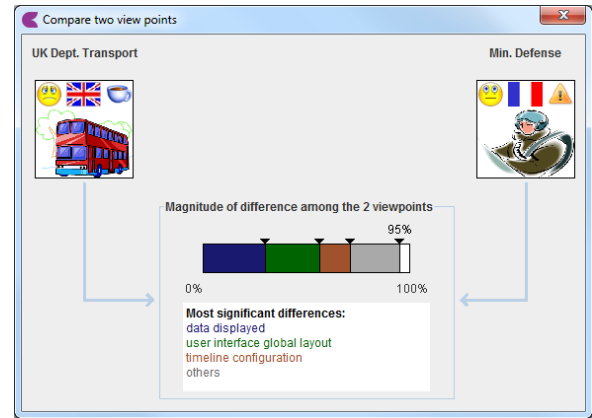 Compare two view points
UK Dept. Transport
Min. Defense
Magnitude of difference among the 2 viewpoints
95%
0%
100%
Most significant differences:
data displayed
user interface global layout
timeline configuration
others